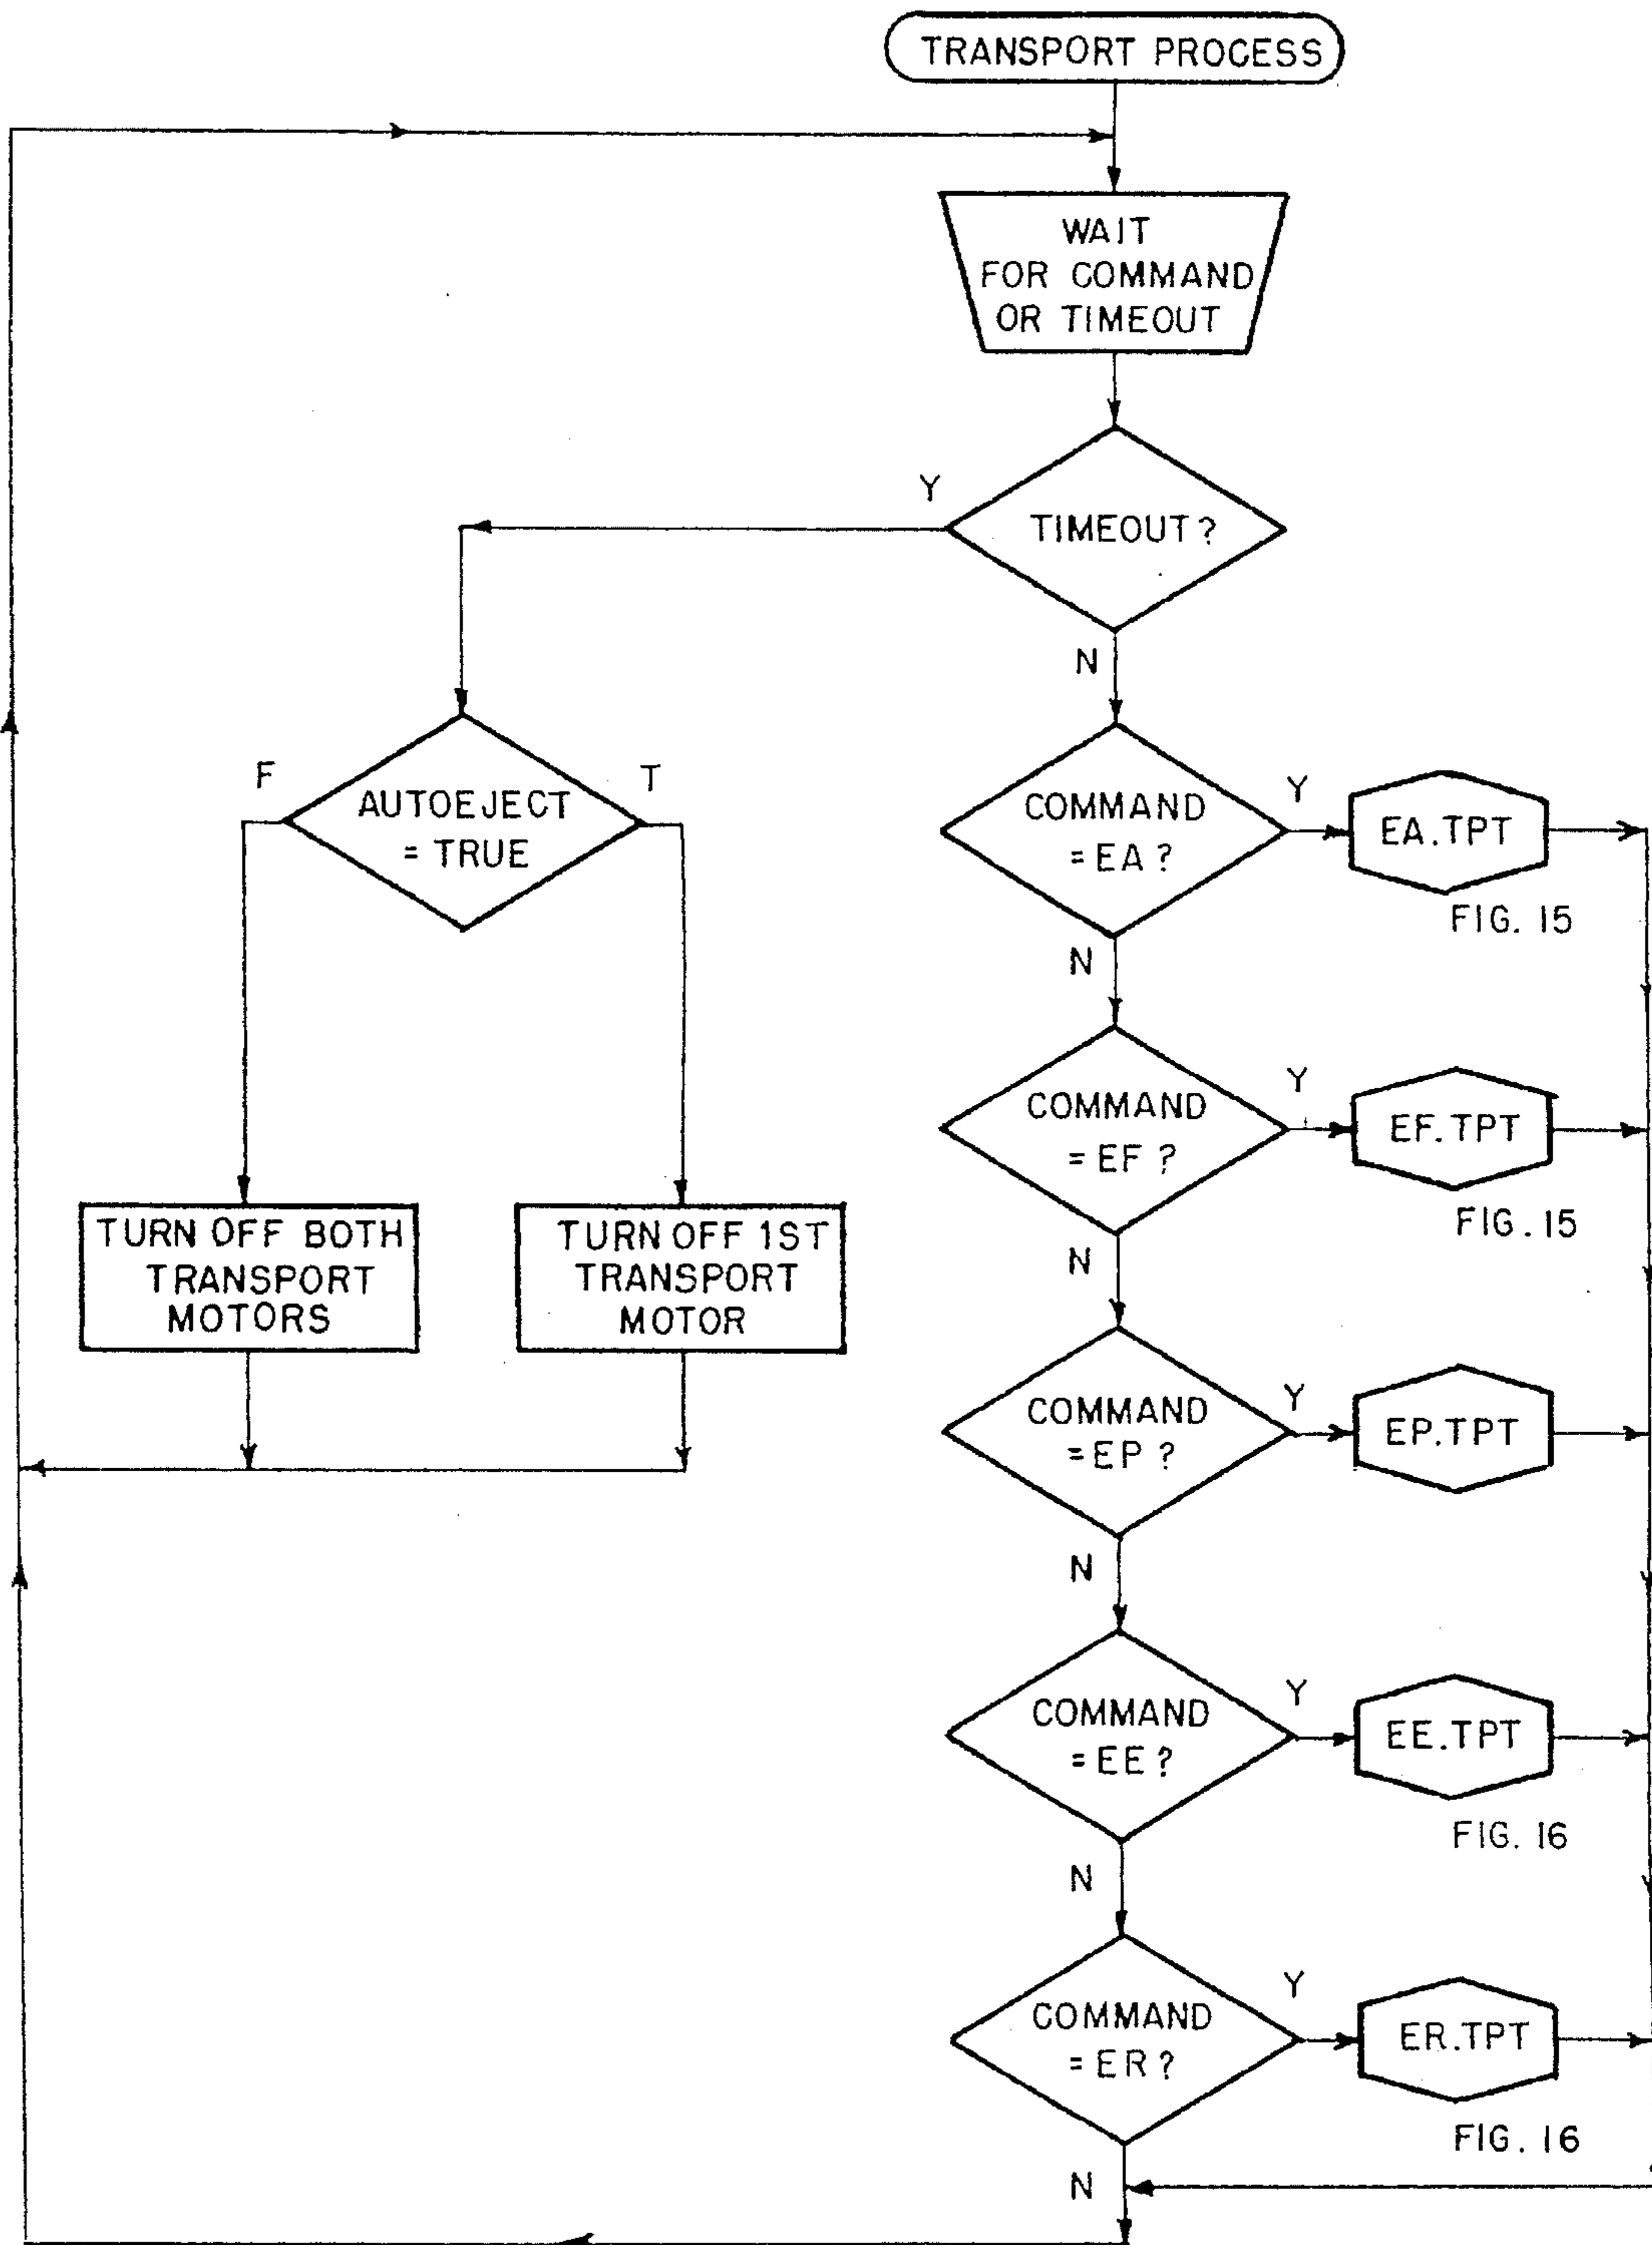 TRANSPORT PROCESS
WAIT
FOR COMMAND
OR TIMEOUT
Y
TIMEOUT?
N
F
AUTOEJECT
= TRUE
T
COMMAND
= EA?
Y
EA.TPT
FIG. 15
N
COMMAND
= EF?
Y
EF.TPT
FIG. 15
N
TURN OFF BOTH
TRANSPORT
MOTORS
TURN OFF 1ST
TRANSPORT
MOTOR
COMMAND
= EP?
Y
EP.TPT
N
COMMAND
= EE?
Y
EE.TPT
FIG. 16
N
COMMAND
= ER?
Y
ER.TPT
FIG. 16
N